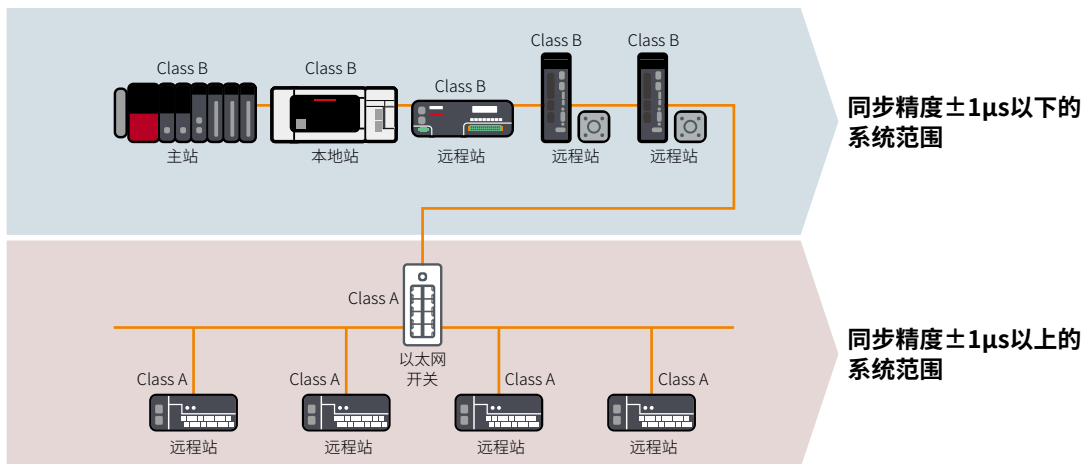 Class B
主站
Class B
本地站
Class B
远程站
Class B
远程站
Class B
远程站
同步精度±1μs以下的
系统范围
Class A
以太网
开关
Class A
远程站
Class A
远程站
Class A
远程站
Class A
远程站
同步精度±1μs以上的
系统范围